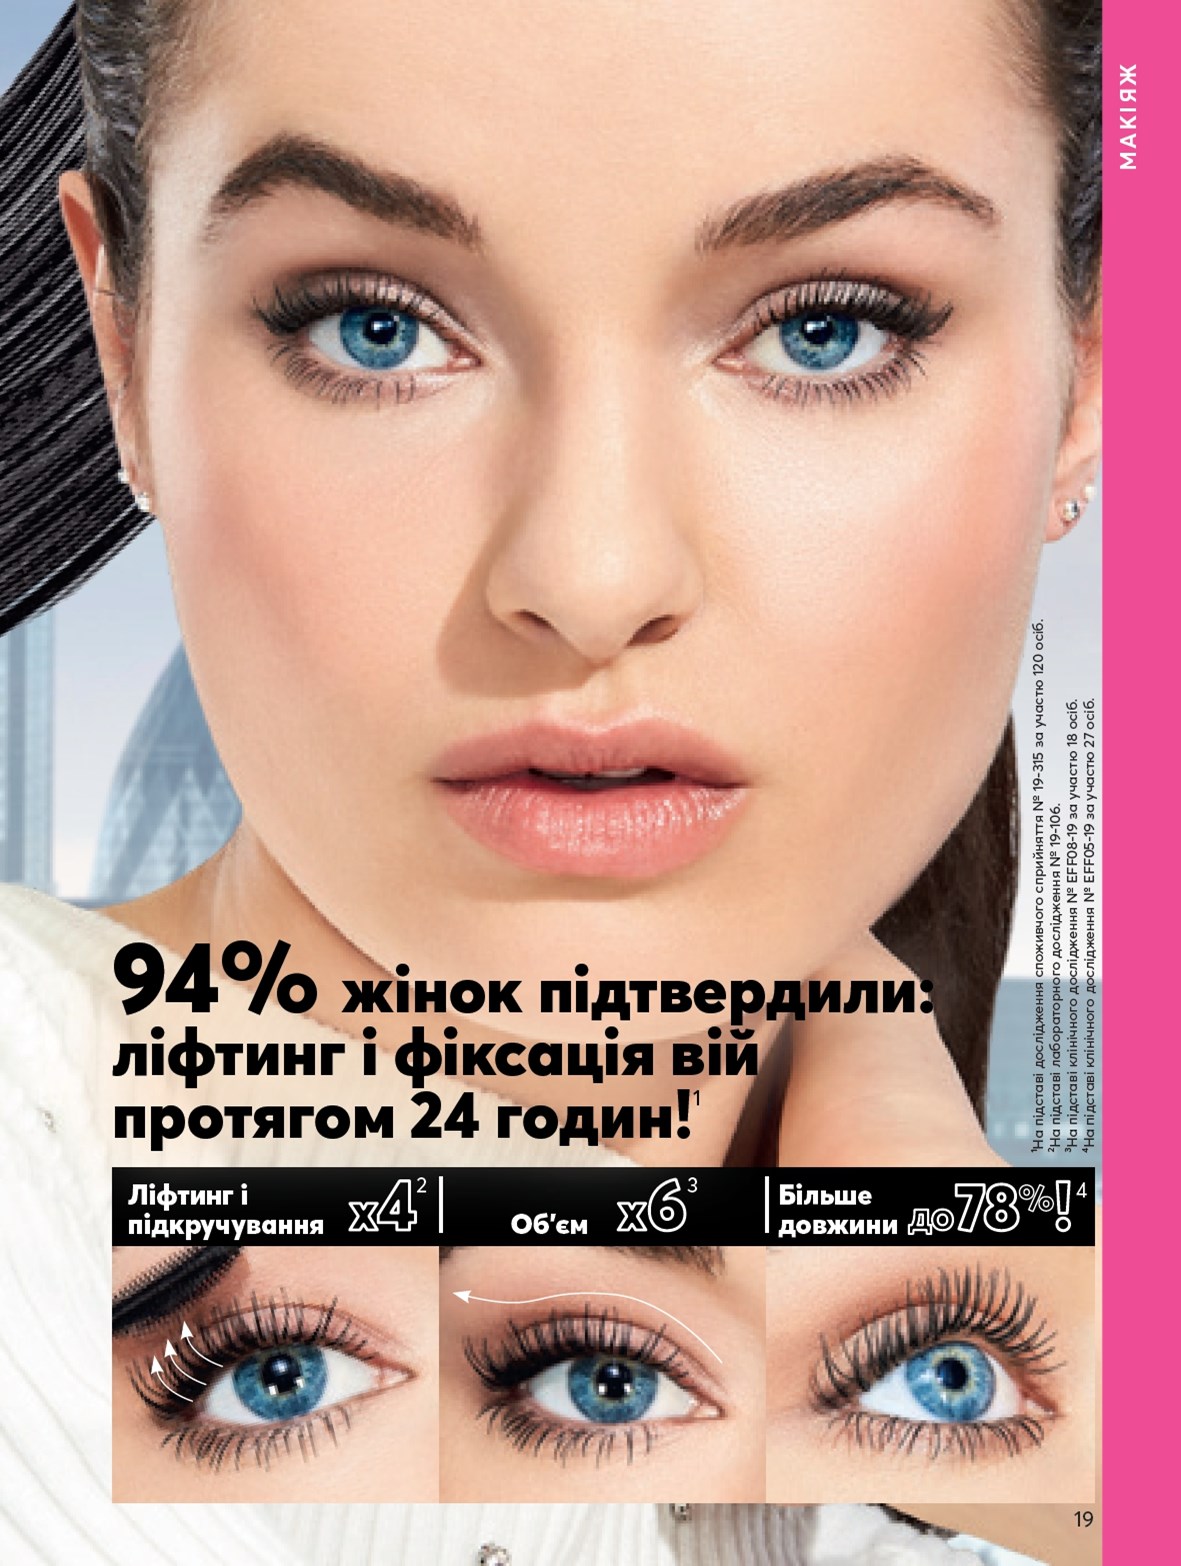 МАКІЯЖ
94% жінок підтвердили:
ліфтинг і фіксація вій
протягом 24 годин!¹
Ліфтинг і
підкручування x4²
Об'єм x6³
Більше
довжини до 78%!⁴
¹На підставі дослідження споживчого сприйняття № 19-315 за участю 120 осіб.
²На підставі лабораторного дослідження № 19-106.
³На підставі клінічного дослідження № EFF08-19 за участю 18 осіб.
⁴На підставі клінічного дослідження № EFF05-19 за участю 27 осіб.
19